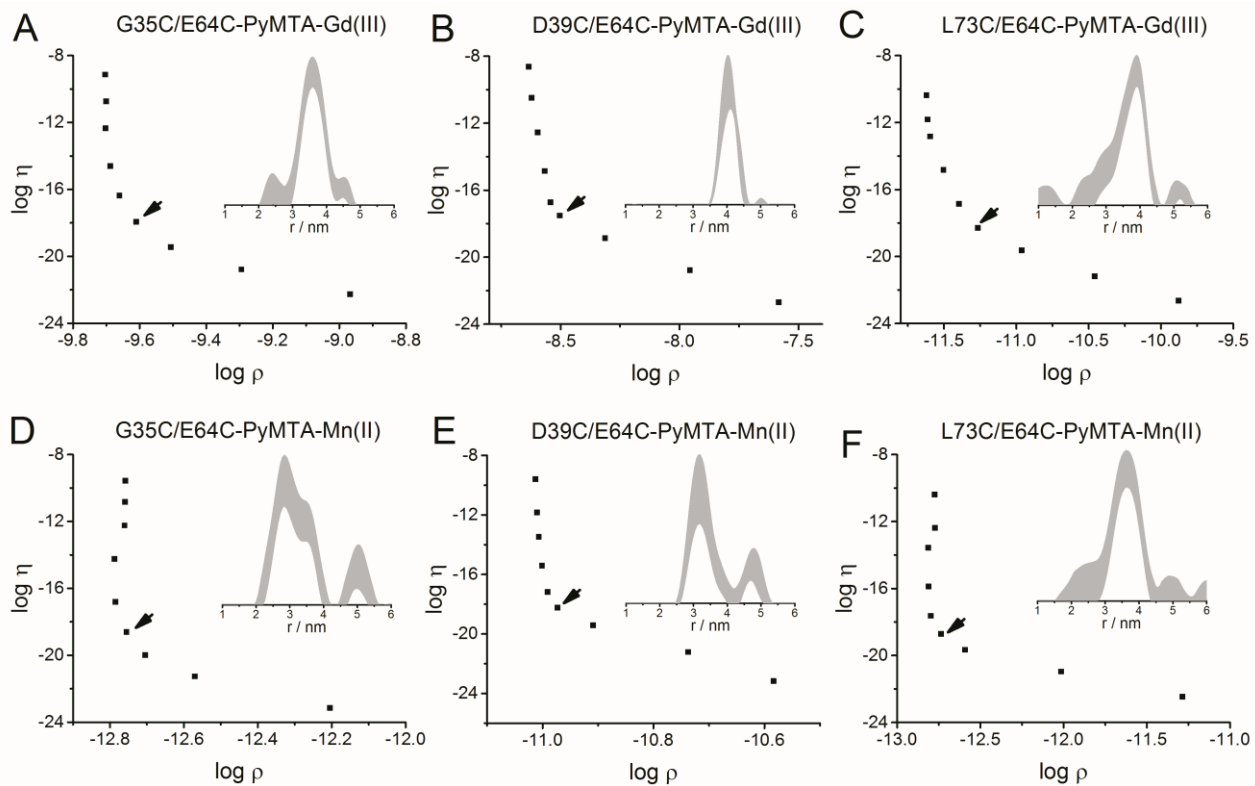 A G35C/E64C-PyMTA-Gd(III)
log η
-8
-12
-16
-20
-24
-9.8 -9.6 -9.4 -9.2 -9.0 -8.8
log ρ
1 2 3 4 5 6
r / nm
B D39C/E64C-PyMTA-Gd(III)
log η
-8
-12
-16
-20
-24
-8.5 -8.0 -7.5
log ρ
1 2 3 4 5 6
r / nm
C L73C/E64C-PyMTA-Gd(III)
log η
-8
-12
-16
-20
-24
-11.5 -11.0 -10.5 -10.0 -9.5
log ρ
1 2 3 4 5 6
r / nm
D G35C/E64C-PyMTA-Mn(II)
log η
-8
-12
-16
-20
-24
-12.8 -12.6 -12.4 -12.2 -12.0
log ρ
1 2 3 4 5 6
r / nm
E D39C/E64C-PyMTA-Mn(II)
log η
-8
-12
-16
-20
-24
-11.0 -10.8 -10.6
log ρ
1 2 3 4 5 6
r / nm
F L73C/E64C-PyMTA-Mn(II)
log η
-8
-12
-16
-20
-24
-13.0 -12.5 -12.0 -11.5 -11.0
log ρ
1 2 3 4 5 6
r / nm